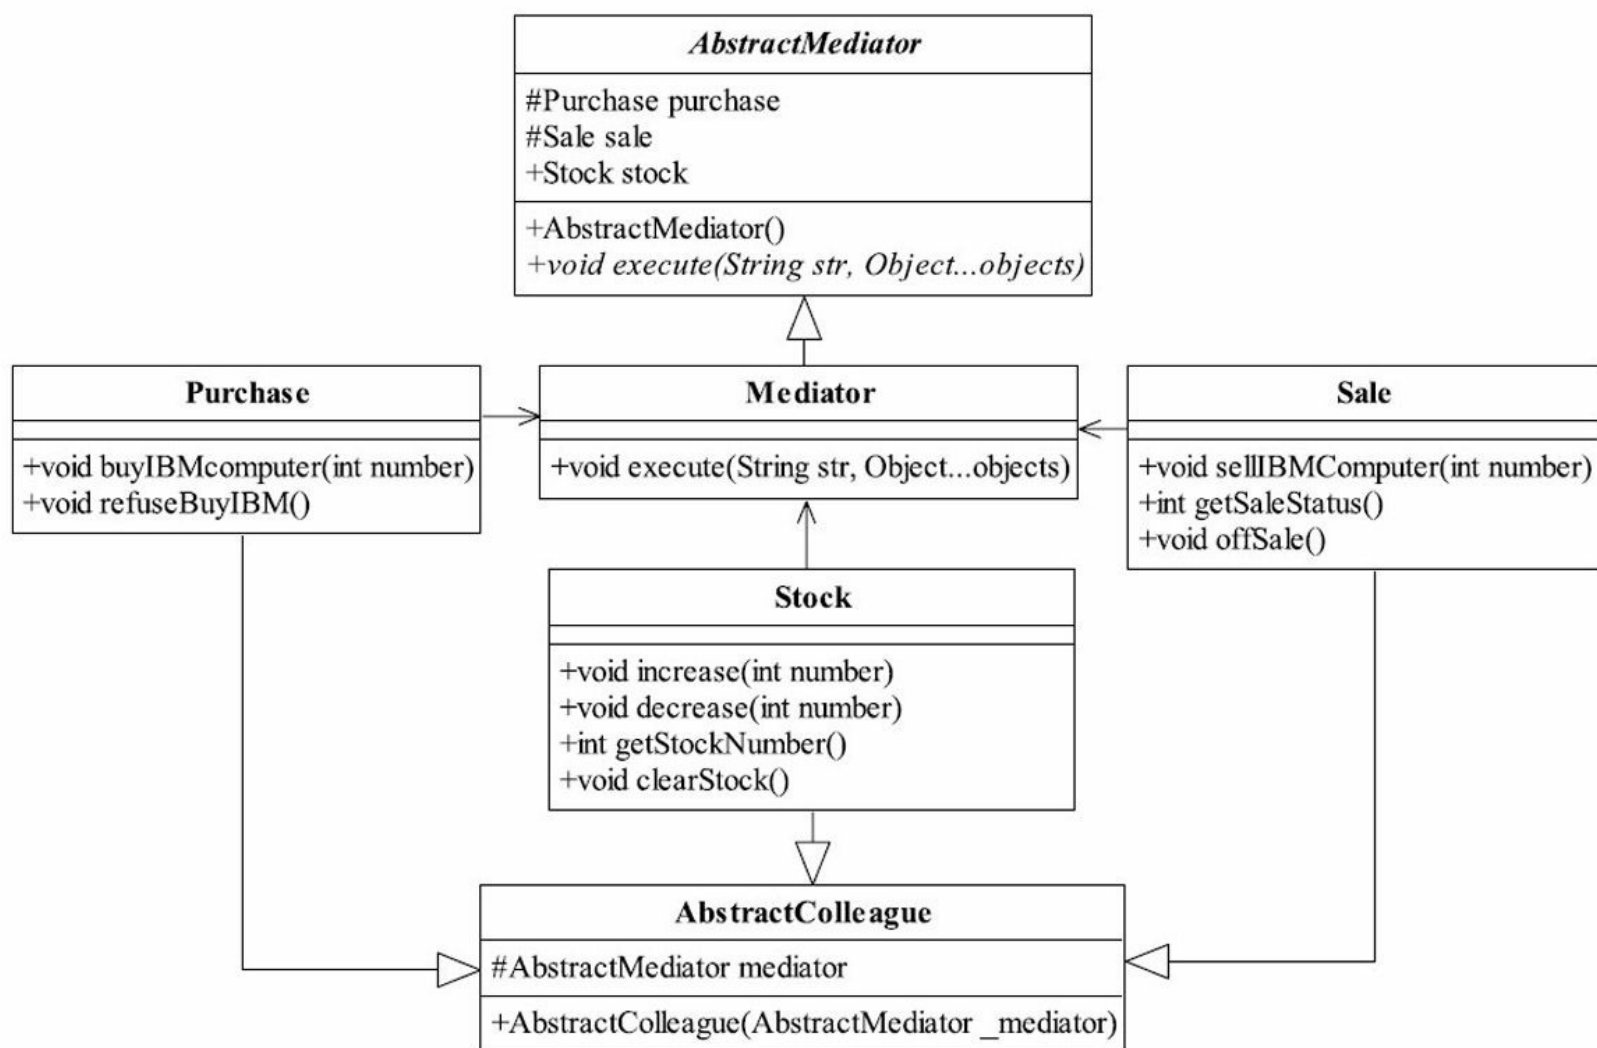 AbstractMediator
#Purchase purchase
#Sale sale
+Stock stock
+AbstractMediator()
+void execute(String str, Object...objects)
Purchase
+void buyIBMcomputer(int number)
+void refuseBuyIBM()
Mediator
+void execute(String str, Object...objects)
Sale
+void sellIBMComputer(int number)
+int getSaleStatus()
+void offSale()
Stock
+void increase(int number)
+void decrease(int number)
+int getStockNumber()
+void clearStock()
AbstractColleague
#AbstractMediator mediator
+AbstractColleague(AbstractMediator _mediator)